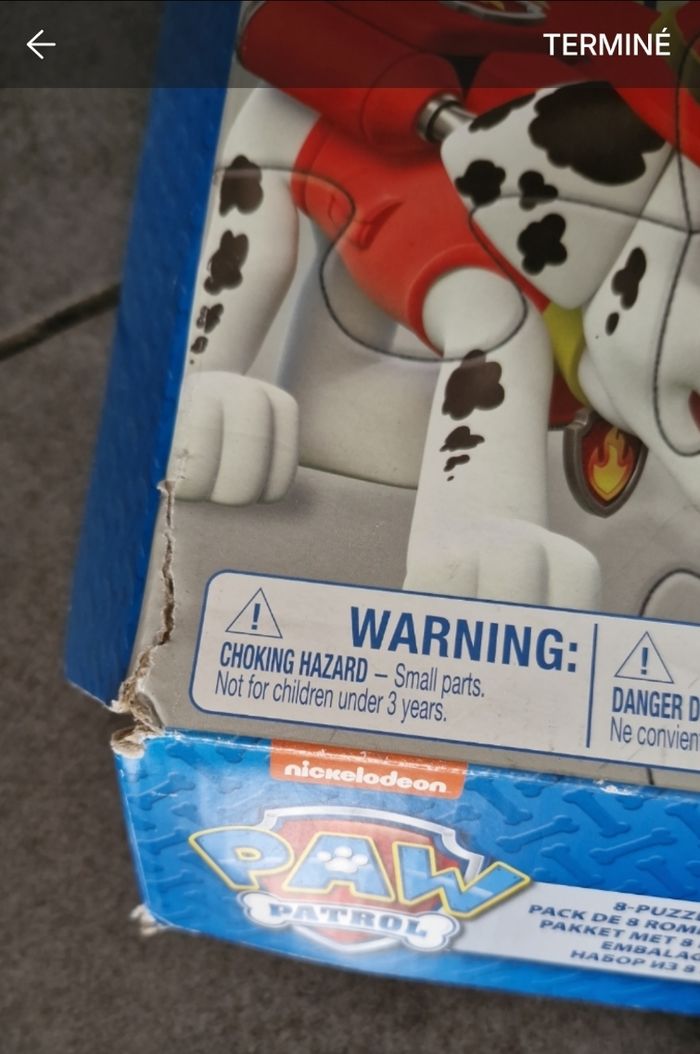 TERMINÉ
WARNING:
CHOKING HAZARD – Small parts.
Not for children under 3 years.
DANGER D
Ne convien
nickelodeon
PAW
PATROL
8-PUZZ
PACK DE 8 ROM
PAKKET MET 8
EMBALA
НАБОР ИЗ 8